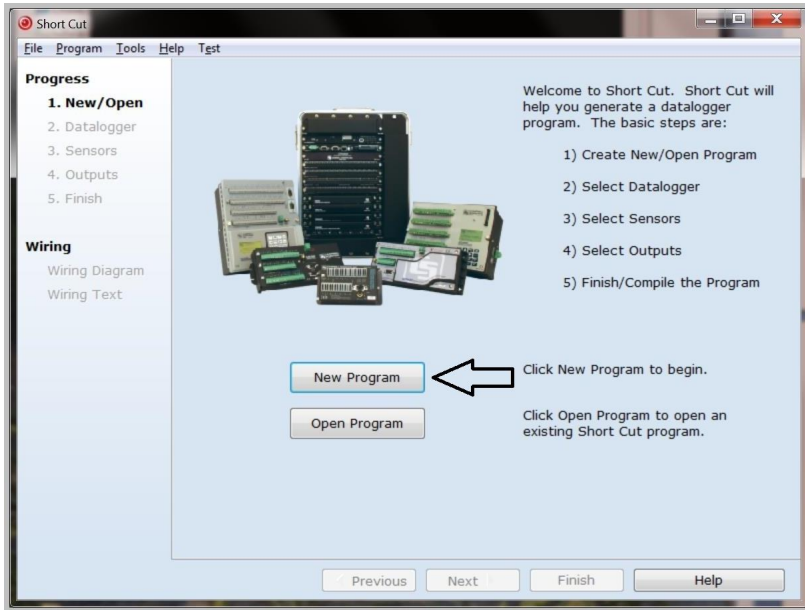 Short Cut
File Program Tools Help Test
Progress
1. New/Open
2. Datalogger
3. Sensors
4. Outputs
5. Finish
Wiring
Wiring Diagram
Wiring Text
Welcome to Short Cut. Short Cut will
help you generate a datalogger
program. The basic steps are:
1) Create New/Open Program
2) Select Datalogger
3) Select Sensors
4) Select Outputs
5) Finish/Compile the Program
New Program
Click New Program to begin.
Open Program
Click Open Program to open an
existing Short Cut program.
Previous Next Finish Help